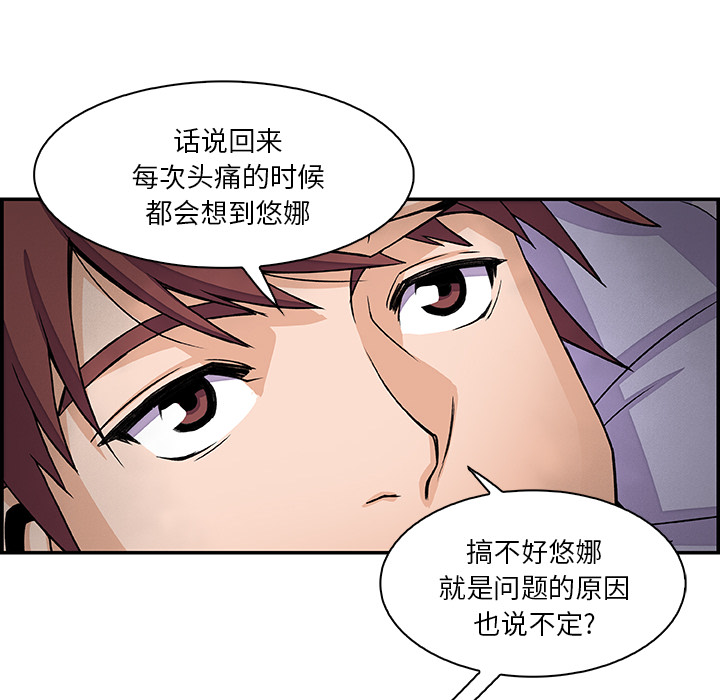 话说回来
每次头痛的时候
都会想到悠娜
搞不好悠娜
就是问题的原因
也说不定?